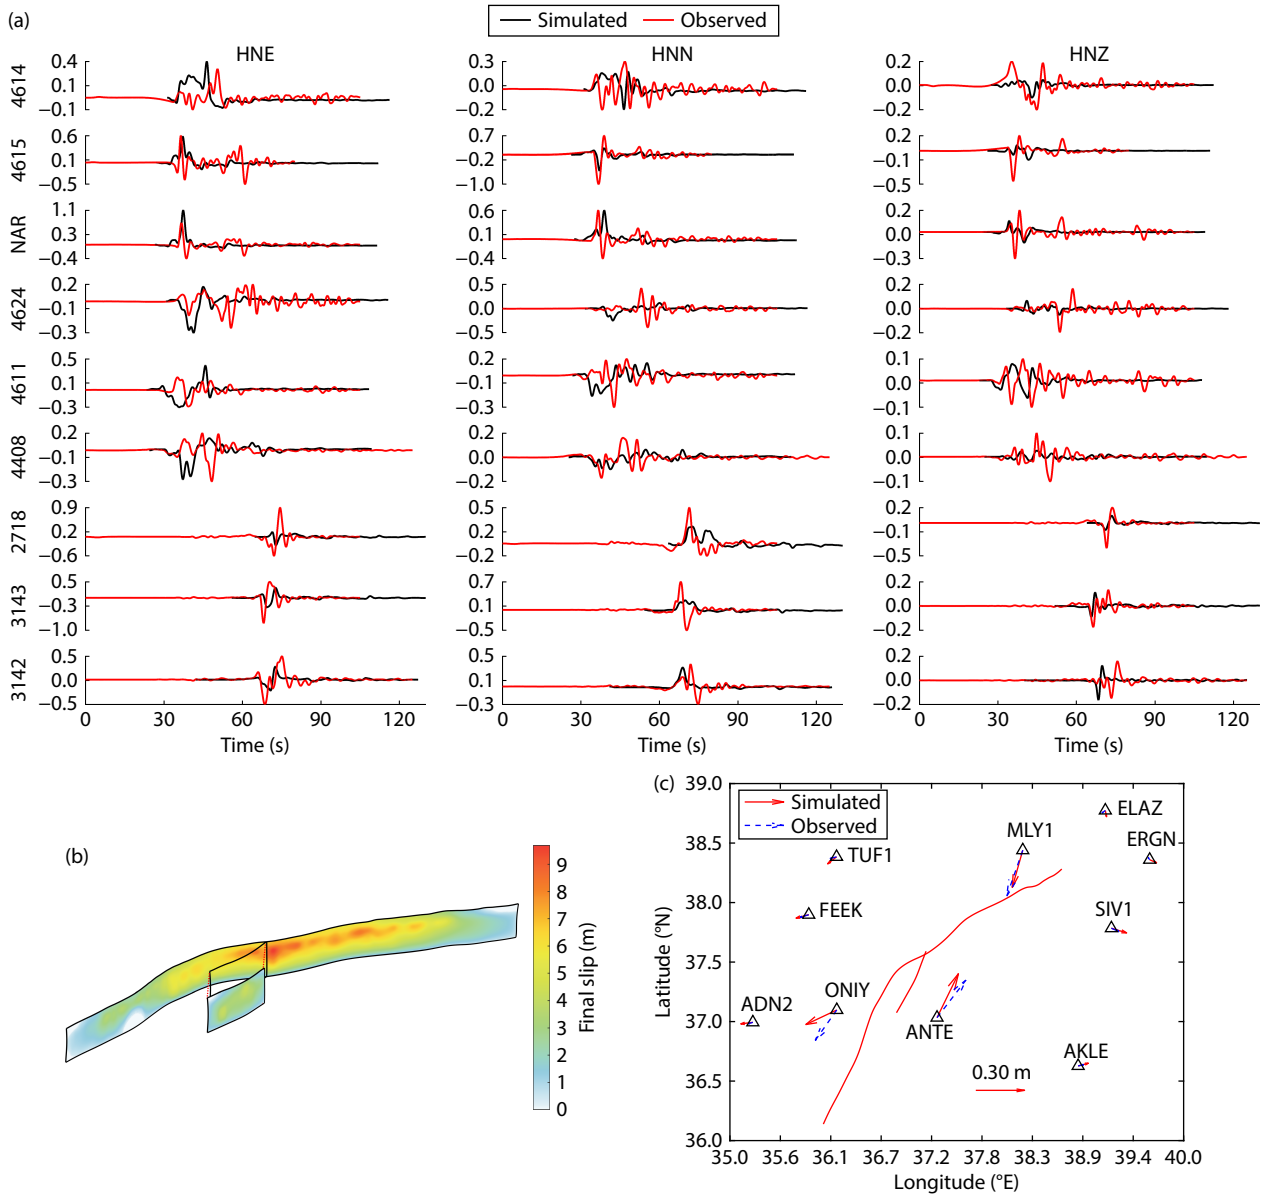 (a)
Simulated Observed
HNE HNN HNZ
4614 0.4 0.1 −0.1 0.3 0.0 −0.2 0.2 0.0 −0.2
4615 0.6 0.1 −0.5 0.7 −0.2 −1.0 0.2 −0.2 −0.5
NAR 1.1 0.3 −0.4 0.6 0.1 −0.4 0.2 0.0 −0.3
4624 0.2 −0.1 −0.3 0.5 0.0 −0.5 0.2 0.0 −0.2
4611 0.5 0.1 −0.3 0.2 −0.1 −0.3 0.1 0.0 −0.1
4408 0.2 −0.1 −0.3 0.2 0.0 −0.2 0.1 0.0 −0.1
2718 0.9 0.2 −0.6 0.5 0.2 −0.2 0.2 −0.1 −0.5
3143 0.5 −0.3 −1.0 0.7 0.1 −0.5 0.2 0.0 −0.2
3142 0.5 0.0 −0.5 0.4 0.0 −0.3 0.2 0.0 −0.2
0 30 60 90 120 0 30 60 90 120 0 30 60 90 120
Time (s) Time (s) Time (s)
(b)
9
8
7
6
5
4
3
2
1
0
Final slip (m)
(c)
39.0
38.5
38.0
37.5
37.0
36.5
36.0
Latitude (°N)
Simulated
Observed
ELAZ
MLY1
ERGN
TUF1
FEEK
SIV1
ADN2
ONIY
ANTE
AKLE
0.30 m
35.0 35.6 36.1 36.7 37.2 37.8 38.3 38.9 39.4 40.0
Longitude (°E)